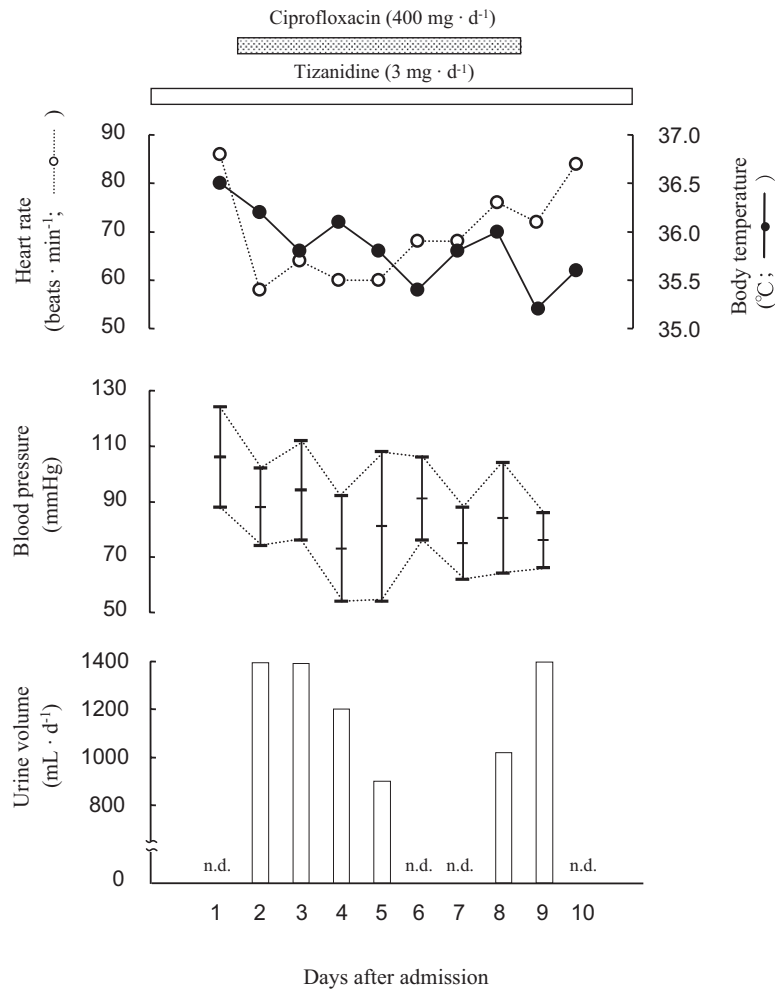 Ciprofloxacin (400 mg · d-1)
Tizanidine (3 mg · d-1)
Heart rate
(beats · min-1; )
90
80
70
60
50
37.0
36.5
36.0
35.5
35.0
Body temperature
(℃; )
Blood pressure
(mmHg)
130
110
90
70
50
Urine volume
(mL · d-1)
1400
1200
1000
800
0
n.d. n.d. n.d. n.d.
1 2 3 4 5 6 7 8 9 10
Days after admission